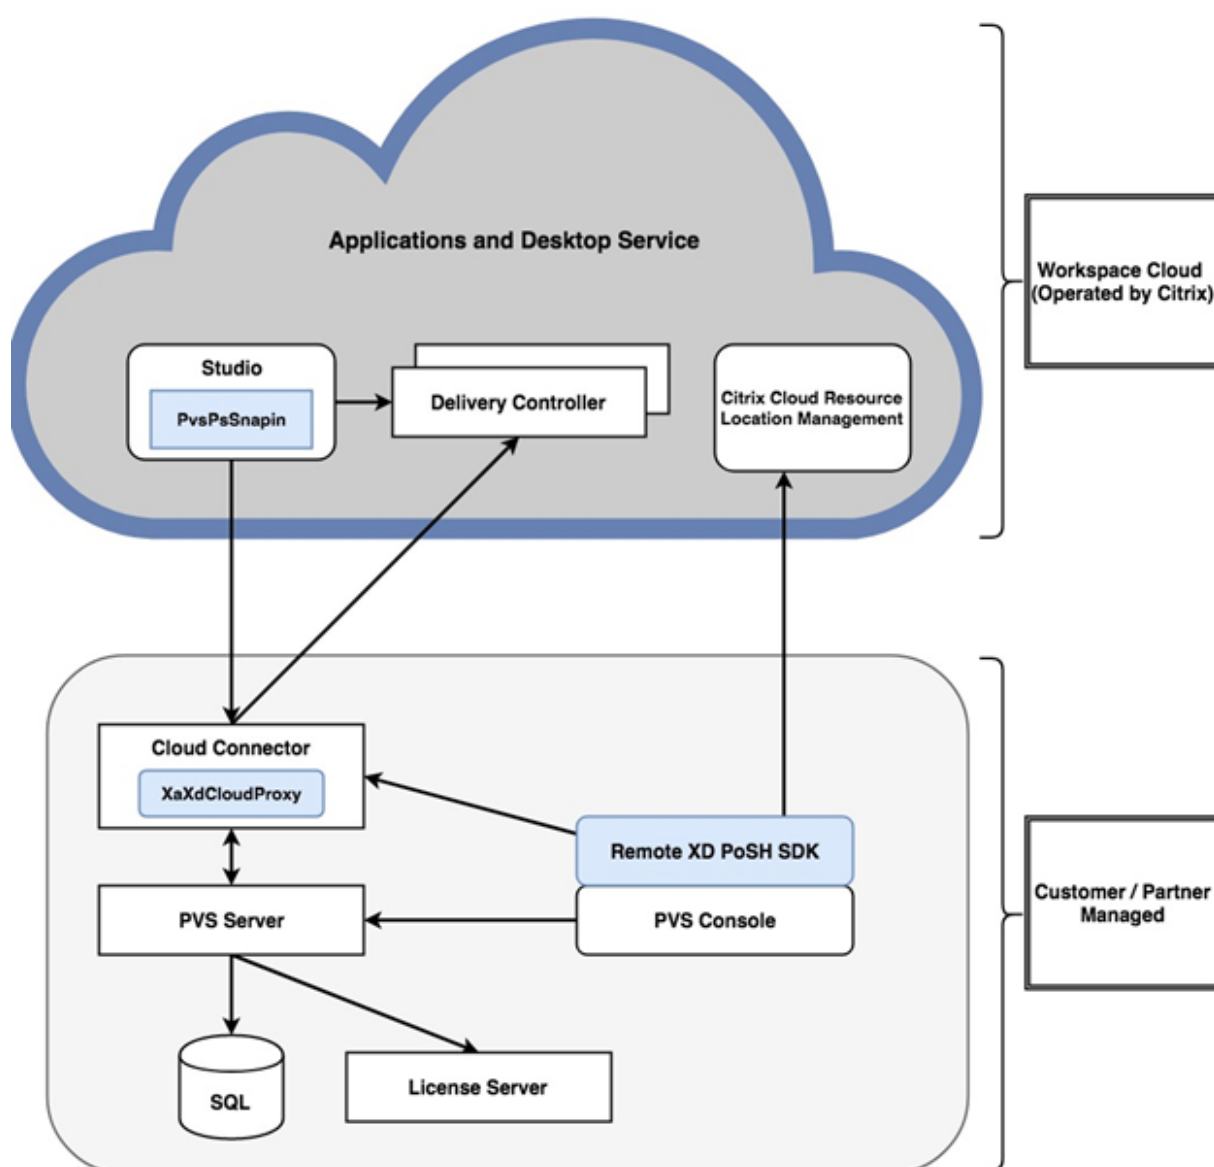 Applications and Desktop Service
Workspace Cloud
(Operated by Citrix)
Studio
PvsPsSnapin
Delivery Controller
Citrix Cloud Resource
Location Management
Cloud Connector
XaXdCloudProxy
Remote XD PoSH SDK
PVS Server
PVS Console
Customer / Partner
Managed
SQL
License Server